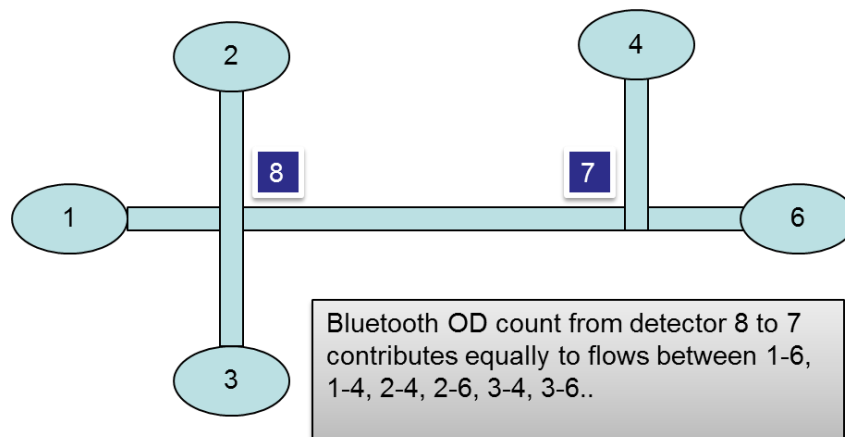 2
4
8
7
1
6
3
Bluetooth OD count from detector 8 to 7
contributes equally to flows between 1-6,
1-4, 2-4, 2-6, 3-4, 3-6..